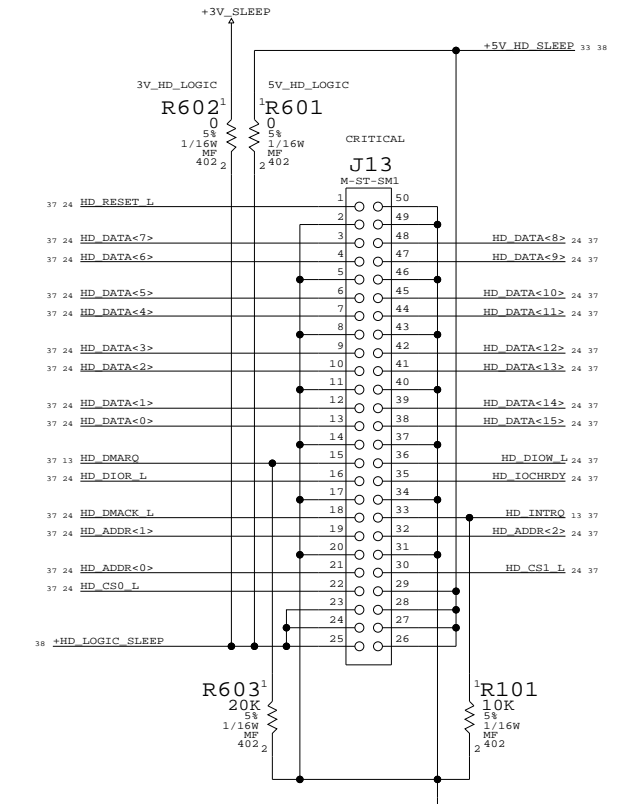 +3V_SLEEP
+5V_HD_SLEEP 33 38
3V_HD_LOGIC 5V_HD_LOGIC
R602 1 1 R601
0 0
5% 5%
1/16W 1/16W
MF MF
402 2 2 402
CRITICAL
J13
M-ST-SM1
37 24 HD_RESET_L 1 50
2 49
37 24 HD_DATA<7> 3 48 HD_DATA<8> 24 37
37 24 HD_DATA<6> 4 47 HD_DATA<9> 24 37
5 46
37 24 HD_DATA<5> 6 45 HD_DATA<10> 24 37
37 24 HD_DATA<4> 7 44 HD_DATA<11> 24 37
8 43
37 24 HD_DATA<3> 9 42 HD_DATA<12> 24 37
37 24 HD_DATA<2> 10 41 HD_DATA<13> 24 37
11 40
37 24 HD_DATA<1> 12 39 HD_DATA<14> 24 37
37 24 HD_DATA<0> 13 38 HD_DATA<15> 24 37
14 37
37 13 HD_DMARQ 15 36 HD_DIOW_L 24 37
37 24 HD_DIOR_L 16 35 HD_IOCHRDY 24 37
17 34
37 24 HD_DMACK_L 18 33 HD_INTRQ 13 37
37 24 HD_ADDR<1> 19 32 HD_ADDR<2> 24 37
20 31
37 24 HD_ADDR<0> 21 30 HD_CS1_L 24 37
37 24 HD_CS0_L 22 29
23 28
24 27
38 +HD_LOGIC_SLEEP 25 26
R603 1 1 R101
20K 10K
5% 5%
1/16W 1/16W
MF MF
402 2 2 402